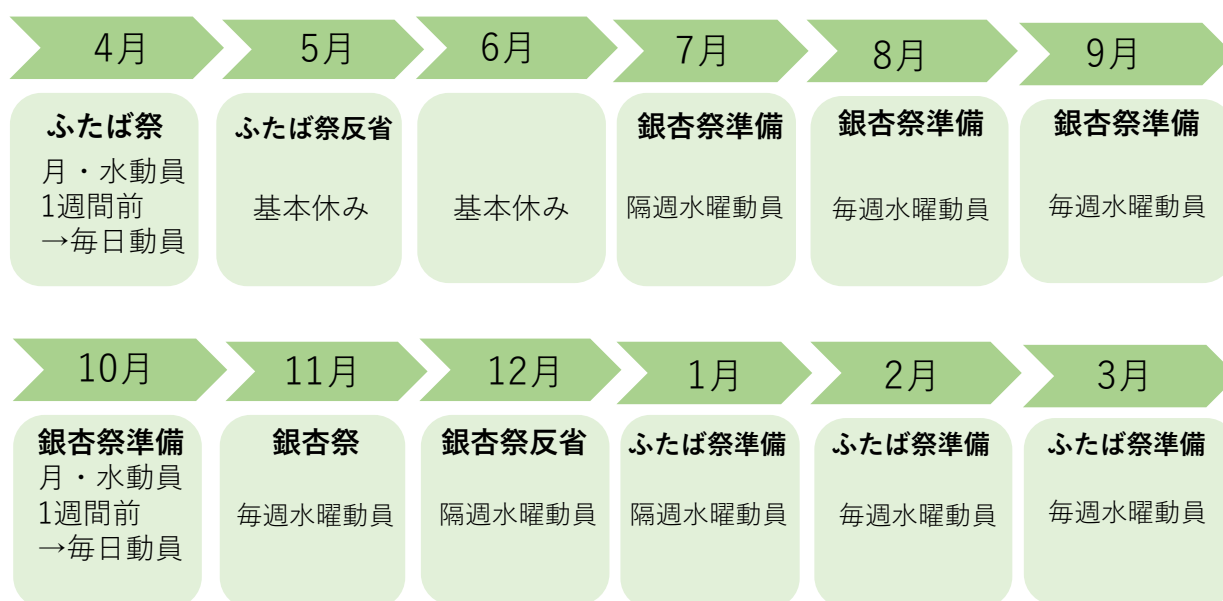 4月
5月
6月
7月
8月
9月
ふたば祭
月・水動員
1週間前
→毎日動員
ふたば祭反省
基本休み
基本休み
銀杏祭準備
隔週水曜動員
銀杏祭準備
毎週水曜動員
銀杏祭準備
毎週水曜動員
10月
11月
12月
1月
2月
3月
銀杏祭準備
月・水動員
1週間前
→毎日動員
銀杏祭
毎週水曜動員
銀杏祭反省
隔週水曜動員
ふたば祭準備
隔週水曜動員
ふたば祭準備
毎週水曜動員
ふたば祭準備
毎週水曜動員